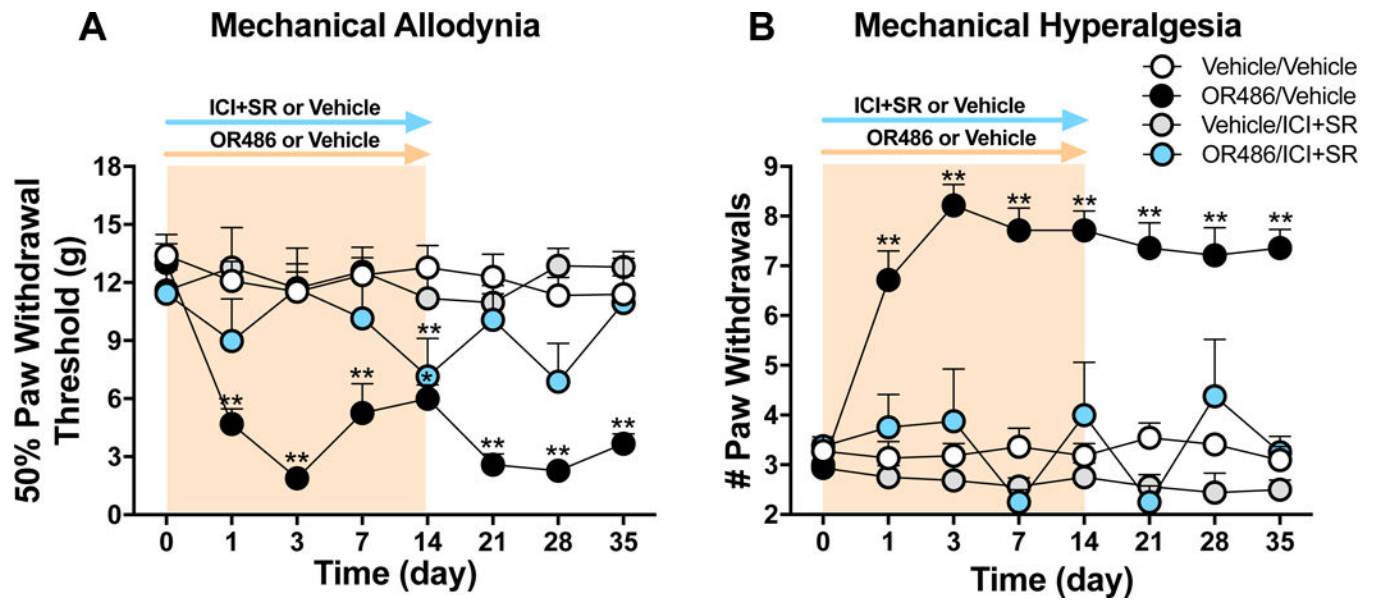 A Mechanical Allodynia
ICI+SR or Vehicle
OR486 or Vehicle
50% Paw Withdrawal
Threshold (g)
18
15
12
9
6
3
0
**
**
**
**
*
**
**
**
0 1 3 7 14 21 28 35
Time (day)
B Mechanical Hyperalgesia
Vehicle/Vehicle
OR486/Vehicle
Vehicle/ICI+SR
OR486/ICI+SR
ICI+SR or Vehicle
OR486 or Vehicle
# Paw Withdrawals
9
8
7
6
5
4
3
2
** ** ** ** ** ** **
0 1 3 7 14 21 28 35
Time (day)